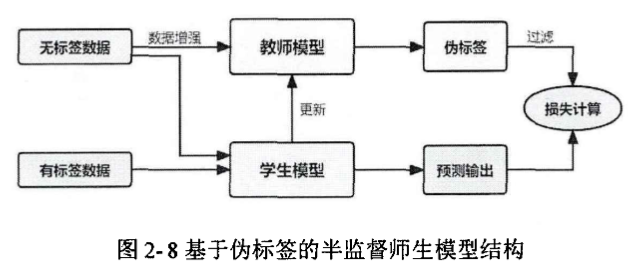 无标签数据
数据增强
教师模型
伪标签
过滤
更新
损失计算
有标签数据
学生模型
预测输出
图 2-8 基于伪标签的半监督师生模型结构